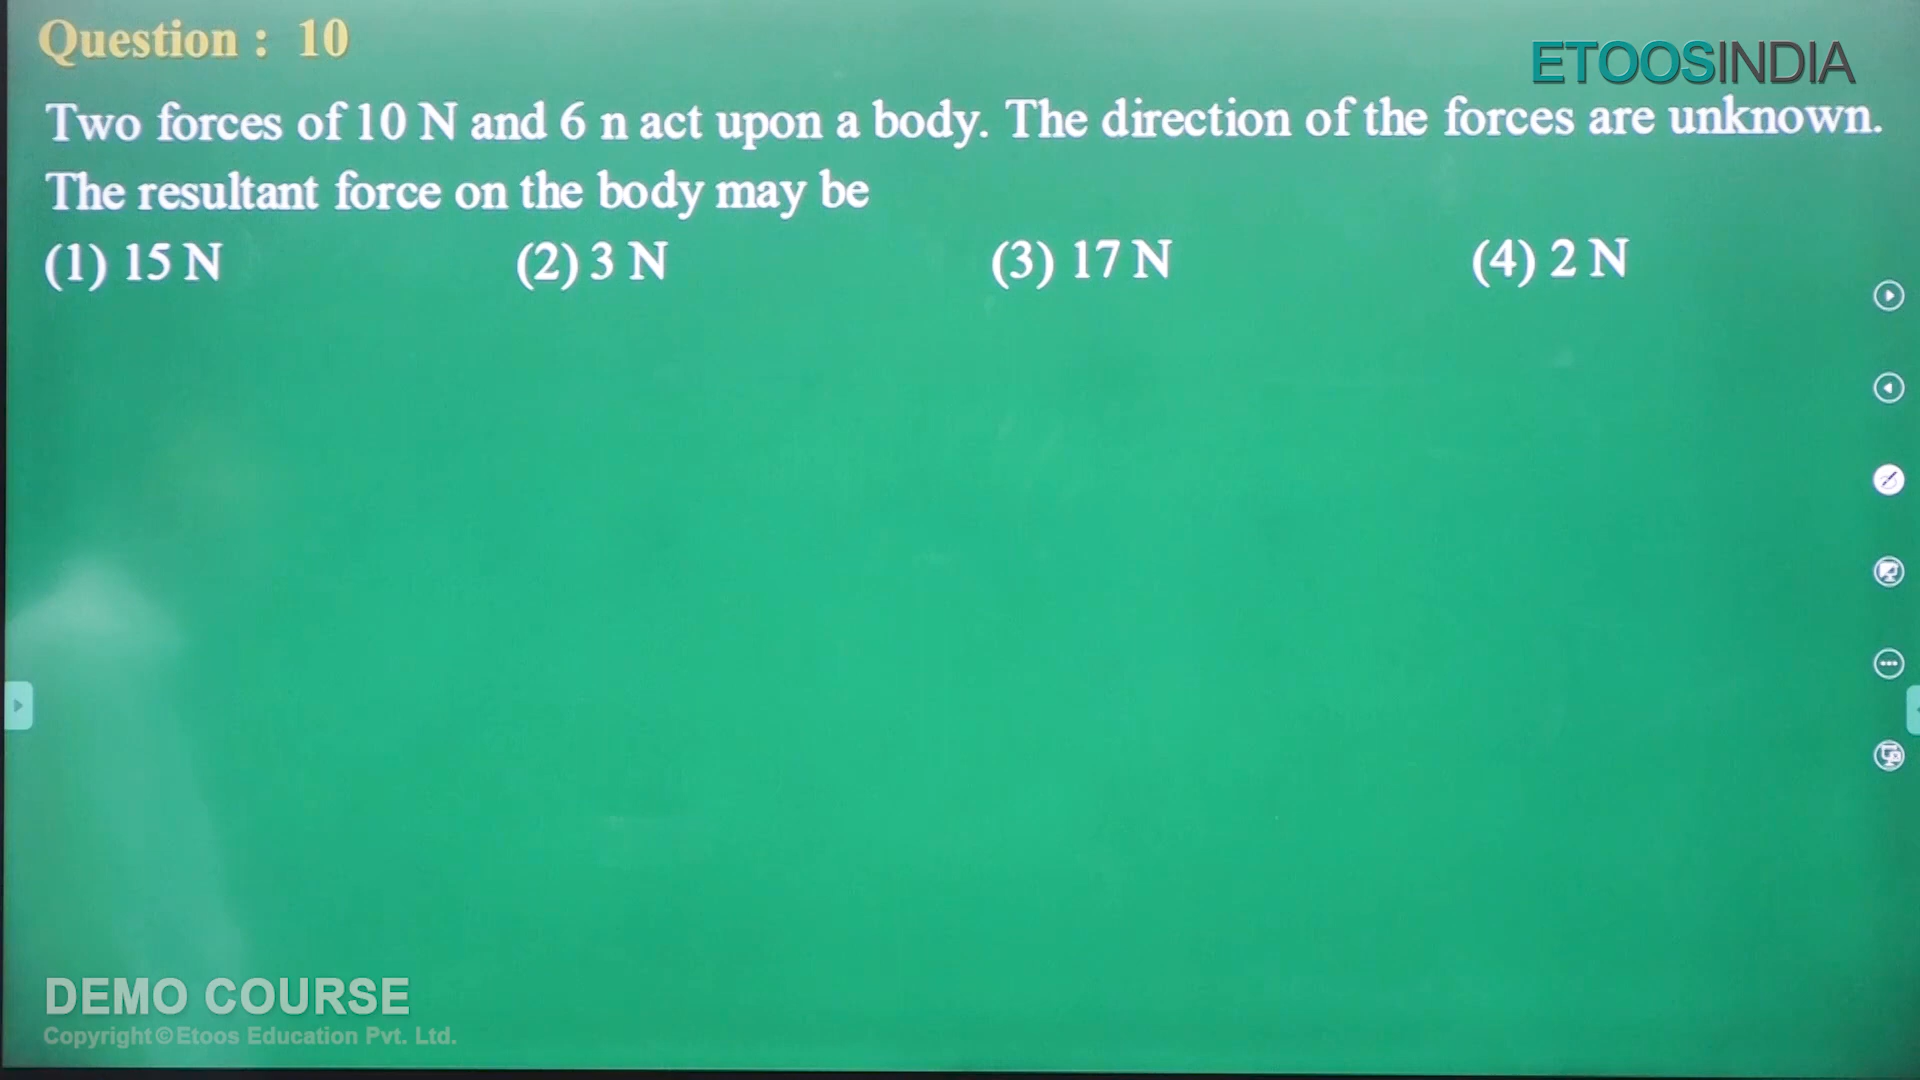 Question : 10
ETOOSINDIA
Two forces of 10 N and 6 n act upon a body. The direction of the forces are unknown.
The resultant force on the body may be
(1) 15 N (2) 3 N (3) 17 N (4) 2 N
DEMO COURSE
Copyright©Etoos Education Pvt. Ltd.